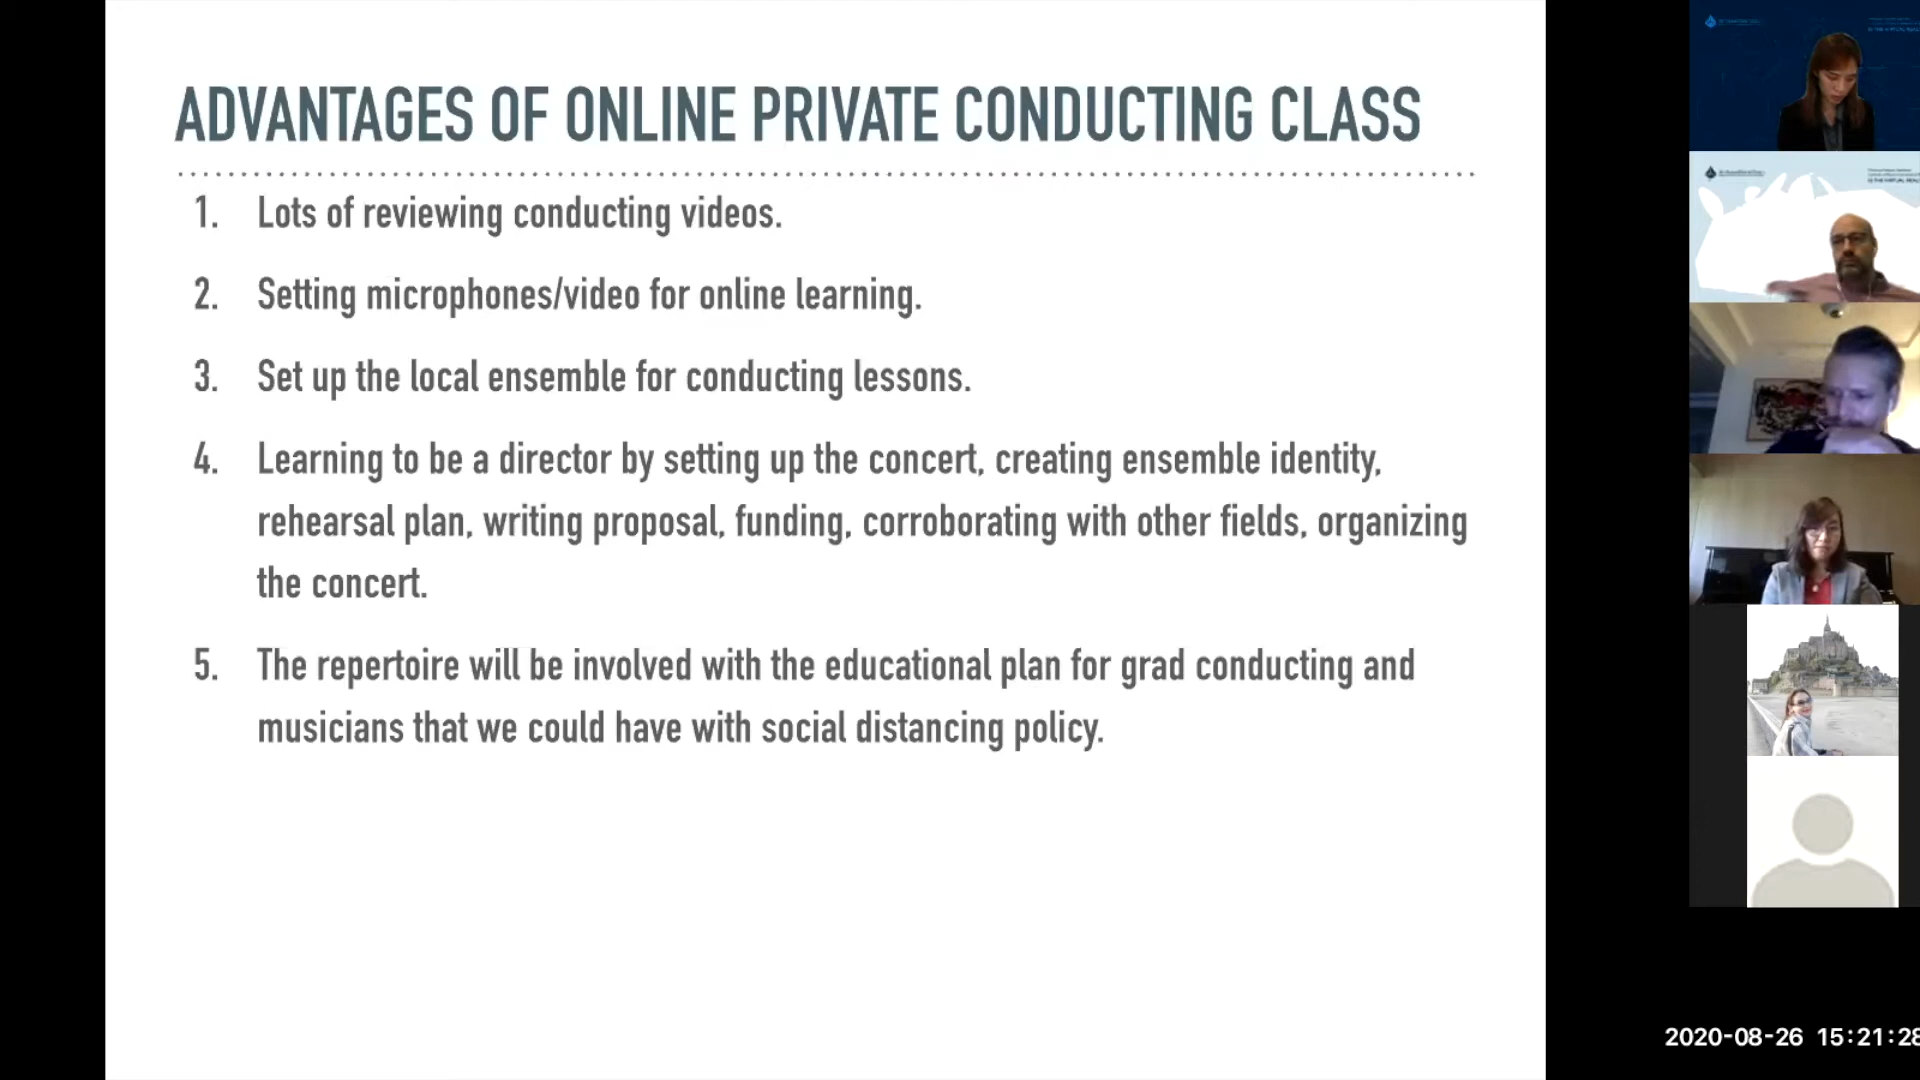 ADVANTAGES OF ONLINE PRIVATE CONDUCTING CLASS
1. Lots of reviewing conducting videos.
2. Setting microphones/video for online learning.
3. Set up the local ensemble for conducting lessons.
4. Learning to be a director by setting up the concert, creating ensemble identity,
rehearsal plan, writing proposal, funding, corroborating with other fields, organizing
the concert.
5. The repertoire will be involved with the educational plan for grad conducting and
musicians that we could have with social distancing policy.
2020-08-26 15:21:28